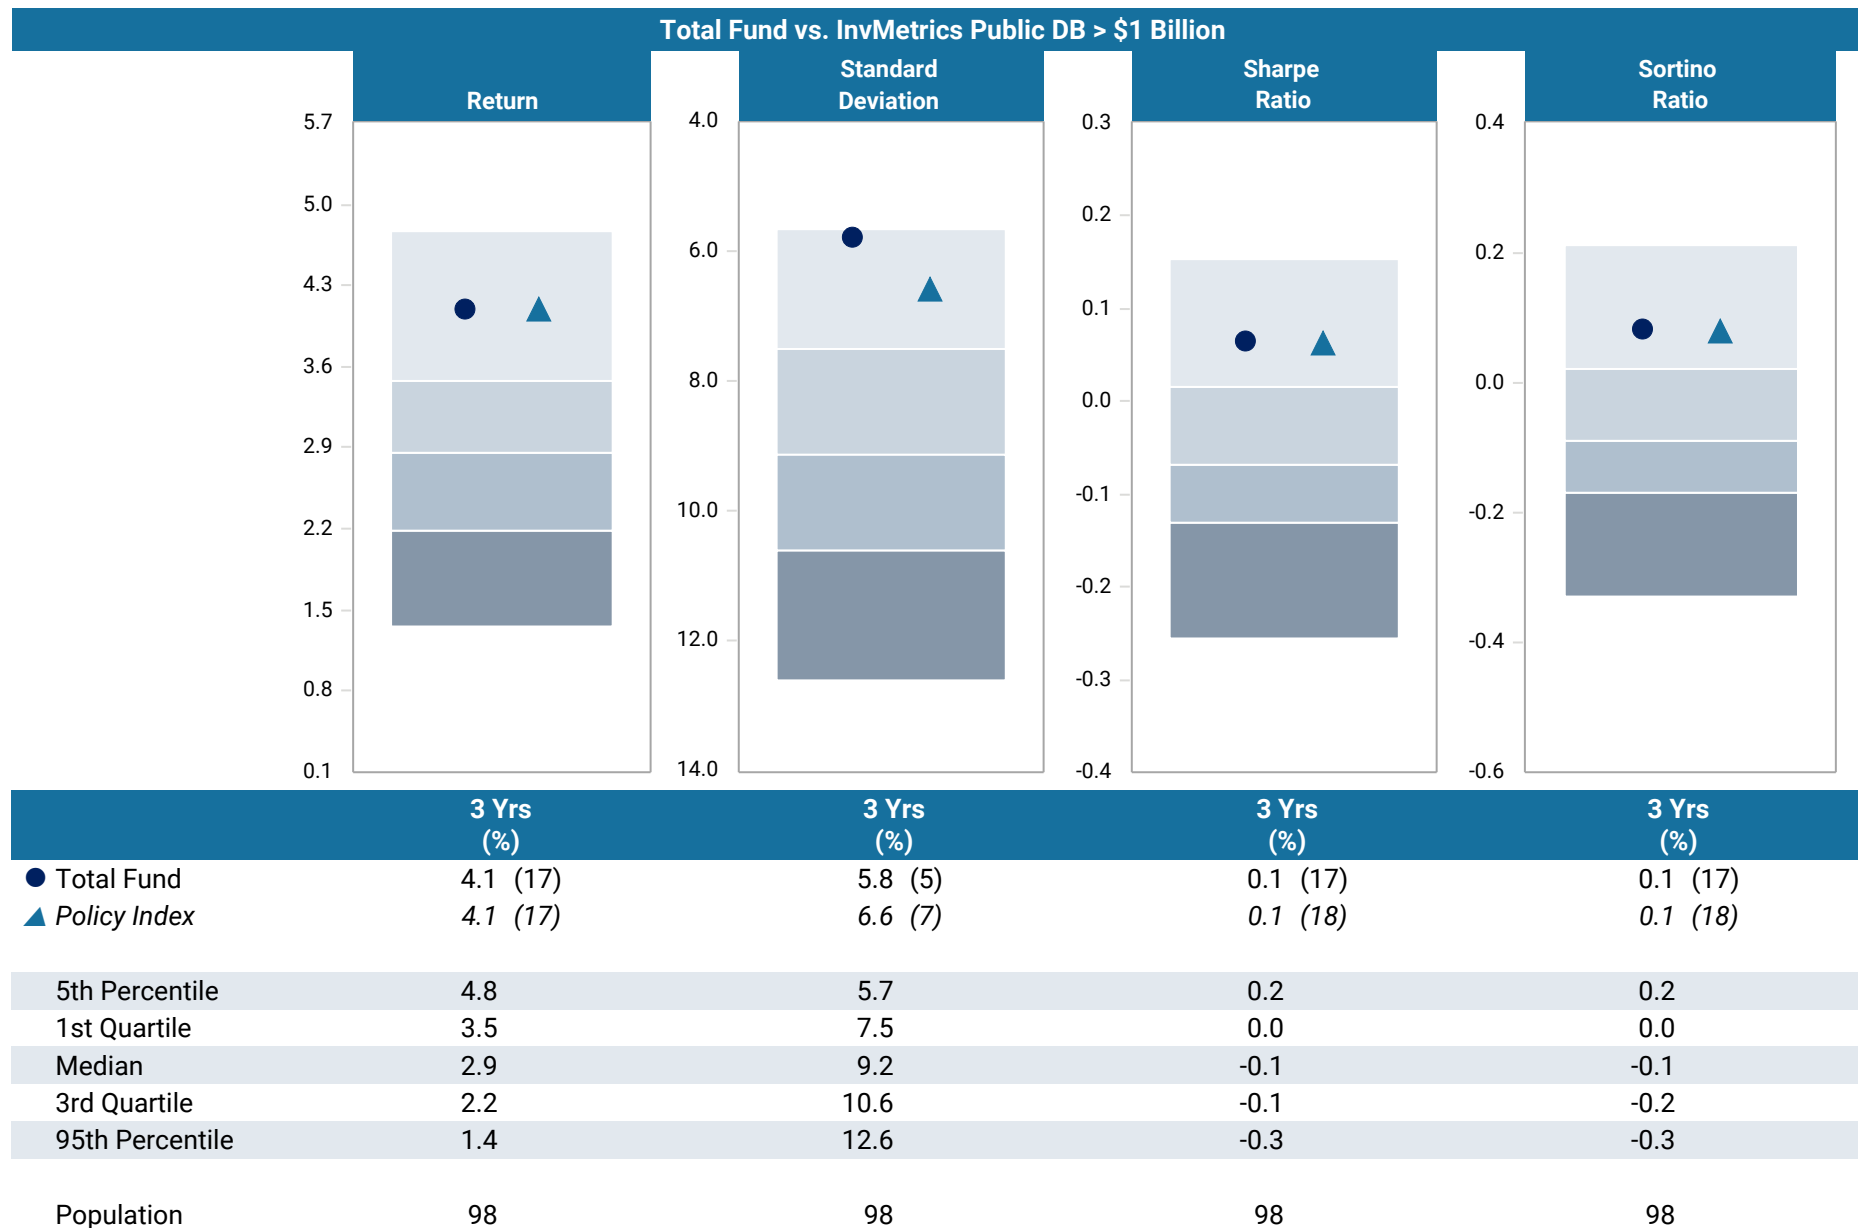 Total Fund vs. InvMetrics Public DB > $1 Billion
Return
Standard
Deviation
Sharpe
Ratio
Sortino
Ratio
5.7
5.0
4.3
3.6
2.9
2.2
1.5
0.8
0.1
4.0
6.0
8.0
10.0
12.0
14.0
0.3
0.2
0.1
0.0
-0.1
-0.2
-0.3
-0.4
0.4
0.2
0.0
-0.2
-0.4
-0.6
3 Yrs (%) 3 Yrs (%) 3 Yrs (%) 3 Yrs (%)
Total Fund 4.1 (17) 5.8 (5) 0.1 (17) 0.1 (17)
Policy Index 4.1 (17) 6.6 (7) 0.1 (18) 0.1 (18)
5th Percentile 4.8 5.7 0.2 0.2
1st Quartile 3.5 7.5 0.0 0.0
Median 2.9 9.2 -0.1 -0.1
3rd Quartile 2.2 10.6 -0.1 -0.2
95th Percentile 1.4 12.6 -0.3 -0.3
Population 98 98 98 98